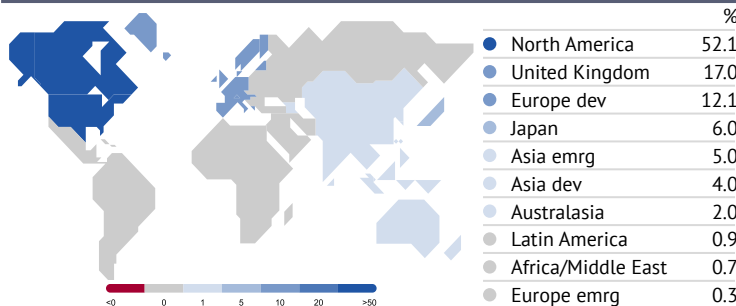 %
North America 52.1
United Kingdom 17.0
Europe dev 12.1
Japan 6.0
Asia emrg 5.0
Asia dev 4.0
Australasia 2.0
Latin America 0.9
Africa/Middle East 0.7
Europe emrg 0.3
<0 0 1 5 10 20 >50